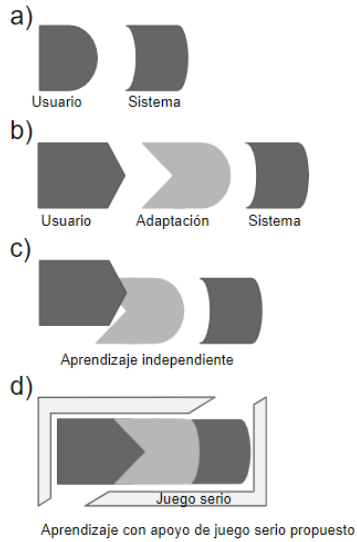 a)
Usuario Sistema
b)
Usuario Adaptación Sistema
c)
Aprendizaje independiente
d)
Juego serio
Aprendizaje con apoyo de juego serio propuesto